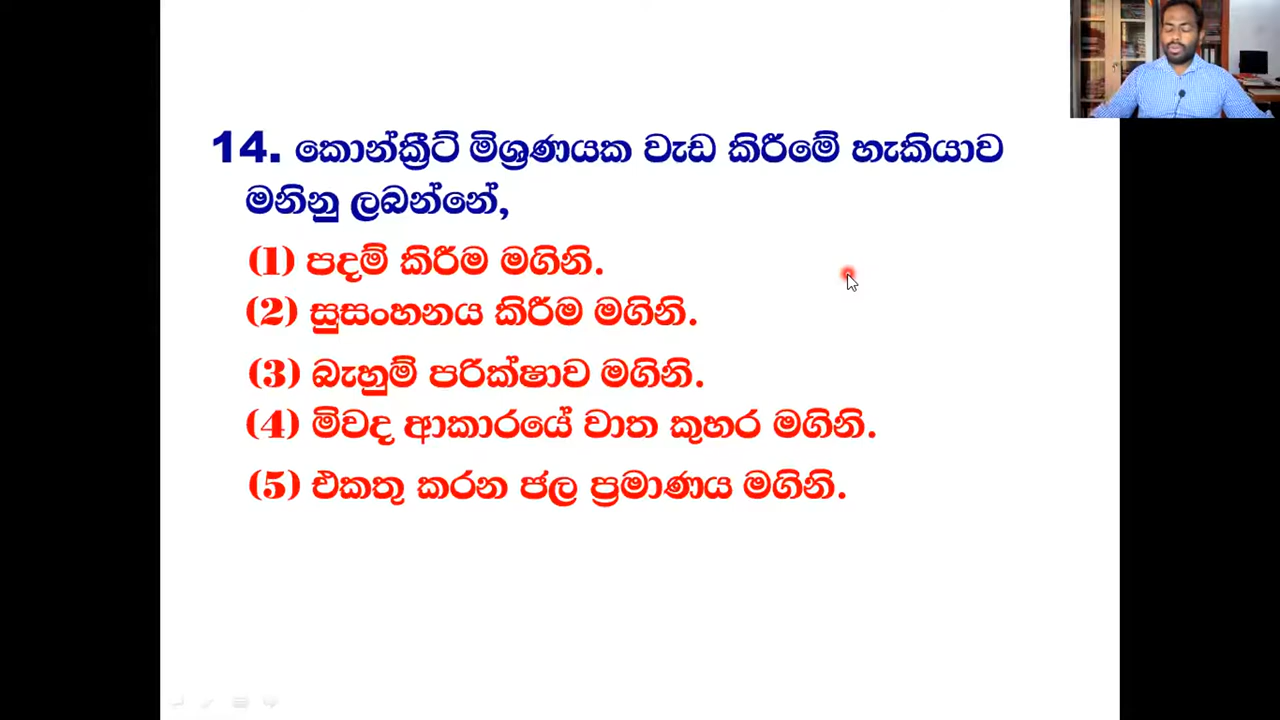 14. කොන්ක්‍රීට් මිශ්‍රණයක වැඩ කිරීමේ හැකියාව
මනිනු ලබන්නේ,
(1) පදම් කිරීම මගිනි.
(2) සුසංහනය කිරීම මගිනි.
(3) බැහුම් පරික්ෂාව මගිනි.
(4) මිවද ආකාරයේ වාත කුහර මගිනි.
(5) එකතු කරන ජල ප්‍රමාණය මගිනි.